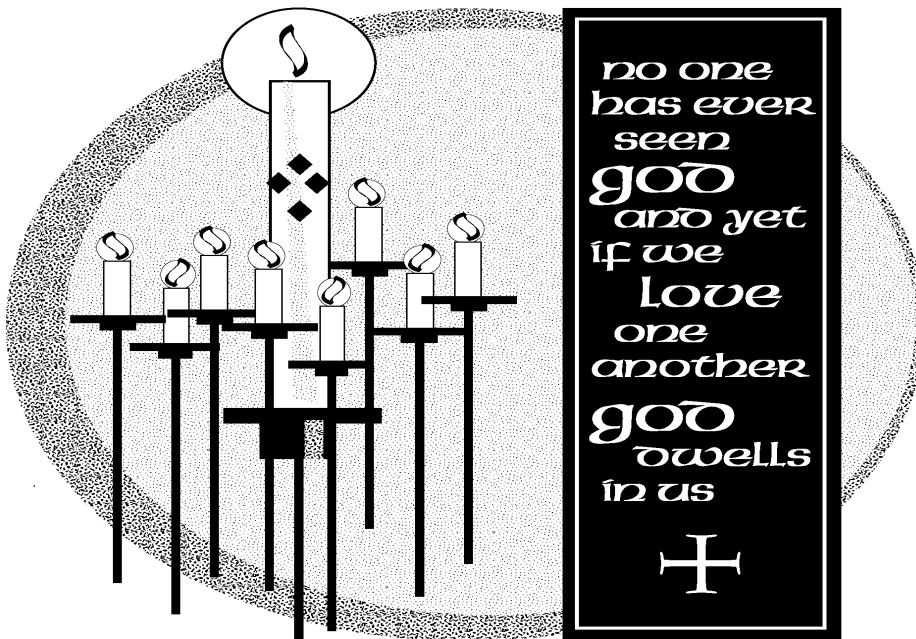 no one
has ever
seen
god
and yet
if we
love
one
another
god
dwells
in us